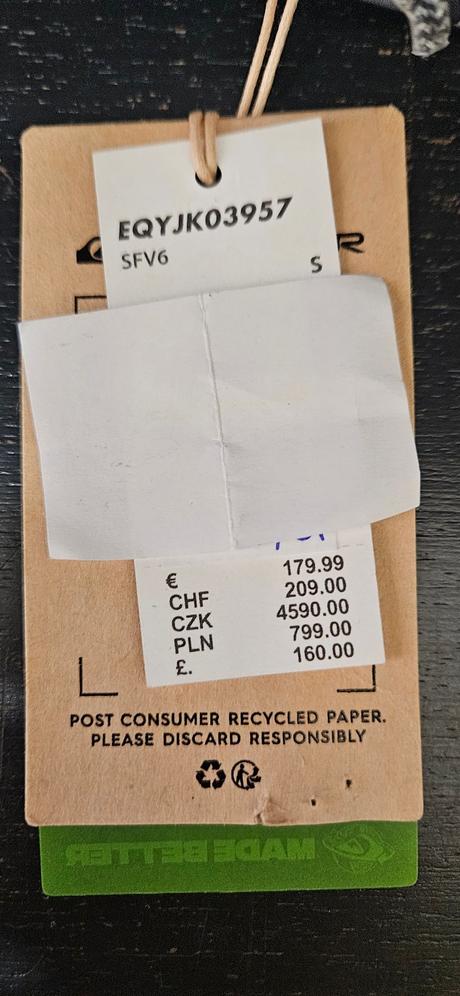 EQYJK03957
SFV6
S
€ 179.99
CHF 209.00
CZK 4590.00
PLN 799.00
£. 160.00
POST CONSUMER RECYCLED PAPER.
PLEASE DISCARD RESPONSIBLY
MADE BETTER